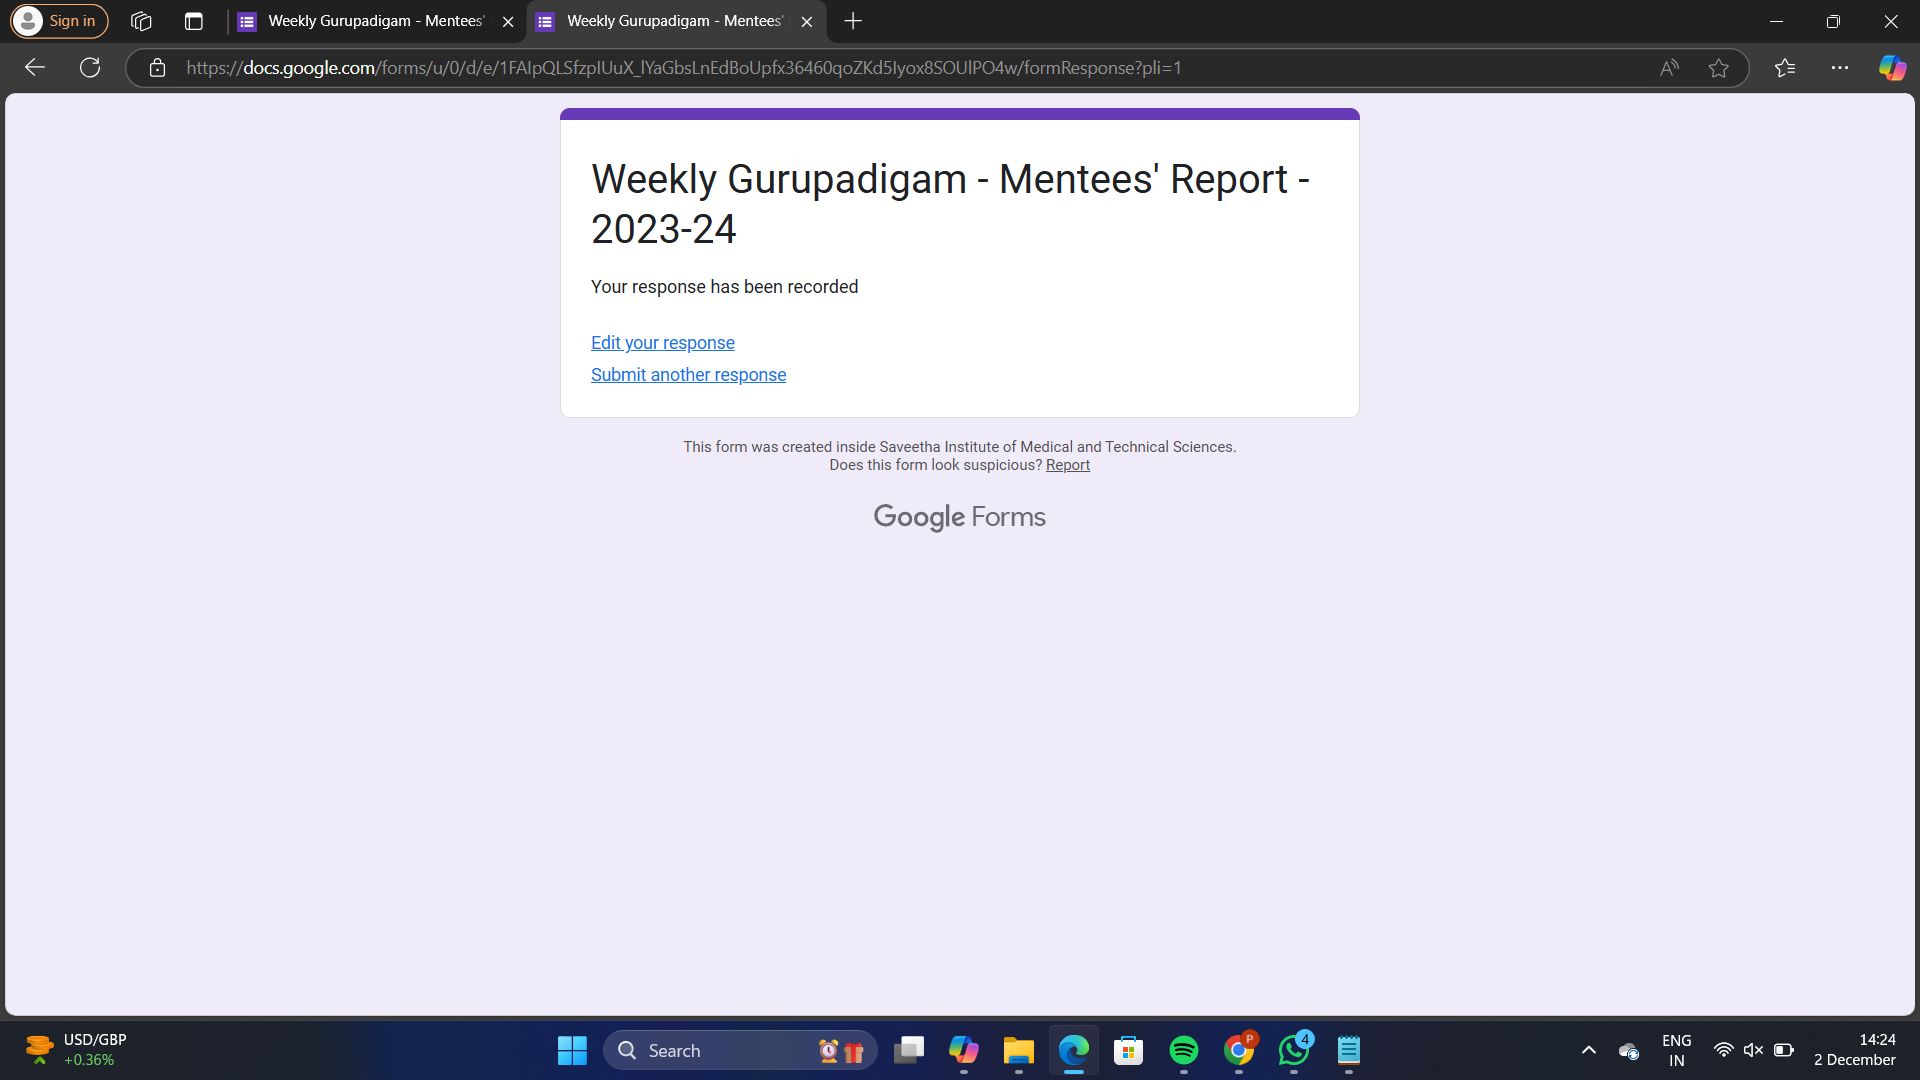 Sign in
Weekly Gurupadigam - Mentees'
Weekly Gurupadigam - Mentees'
https://docs.google.com/forms/u/0/d/e/1FAIpQLSfzpIUuX_lYaGbsLnEdBoUpfx36460qoZKd5Iyox8SOUlPO4w/formResponse?pli=1
Weekly Gurupadigam - Mentees' Report -
2023-24
Your response has been recorded
Edit your response
Submit another response
This form was created inside Saveetha Institute of Medical and Technical Sciences.
Does this form look suspicious? Report
Google Forms
USD/GBP
+0.36%
Search
P
4
ENG
IN
14:24
2 December